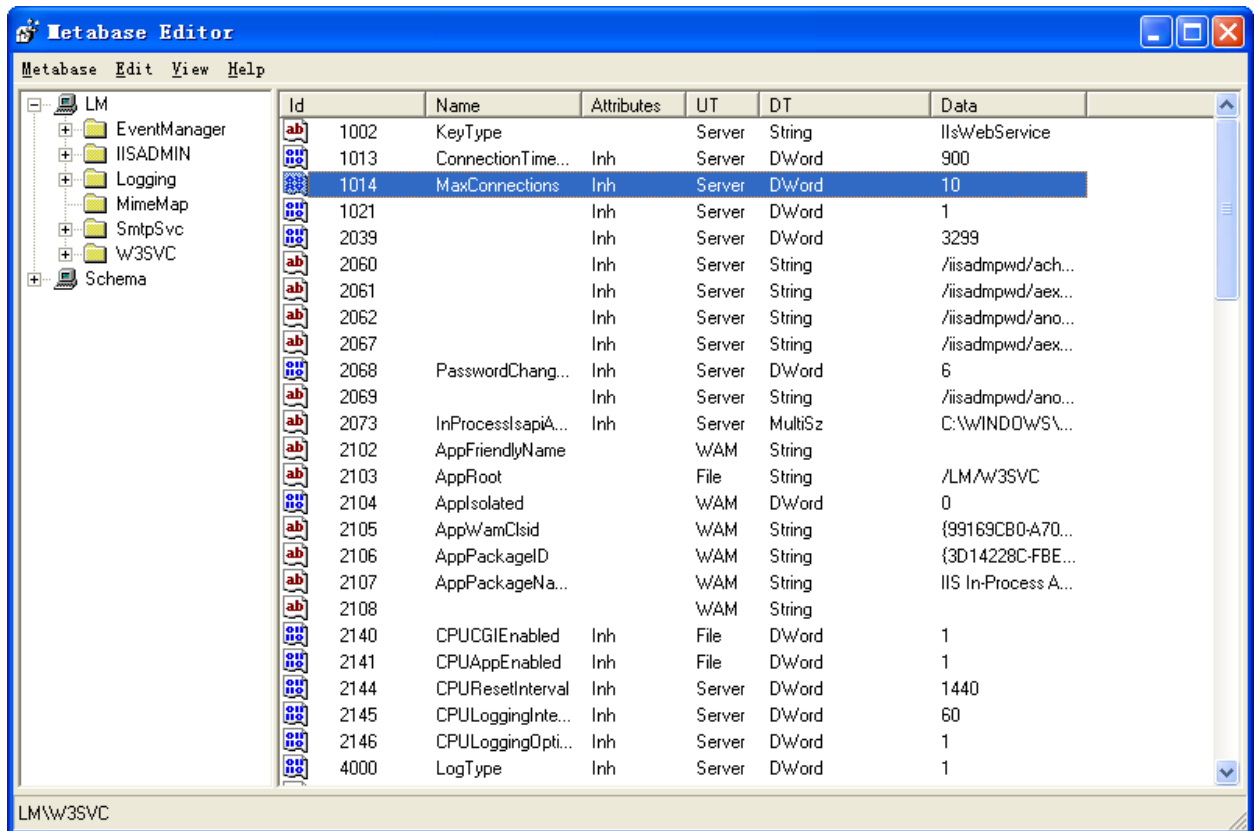 Metabase Editor
Metabase Edit View Help
LM
EventManager
IISADMIN
Logging
MimeMap
SmtpSvc
W3SVC
Schema
Id Name Attributes UT DT Data
1002 KeyType Server String IIsWebService
1013 ConnectionTime... Inh Server DWord 900
1014 MaxConnections Inh Server DWord 10
1021 Inh Server DWord 1
2039 Inh Server DWord 3299
2060 Inh Server String /iisadmpwd/ach...
2061 Inh Server String /iisadmpwd/aex...
2062 Inh Server String /iisadmpwd/ano...
2067 Inh Server String /iisadmpwd/aex...
2068 PasswordChang... Inh Server DWord 6
2069 Inh Server String /iisadmpwd/ano...
2073 InProcessIsapiA... Inh Server MultiSz C:\WINDOWS\...
2102 AppFriendlyName WAM String
2103 AppRoot File String /LM/W3SVC
2104 AppIsolated WAM DWord 0
2105 AppWamClsid WAM String {99169CB0-A70...
2106 AppPackageID WAM String {3D14228C-FBE...
2107 AppPackageNa... WAM String IIS In-Process A...
2108 WAM String
2140 CPUCGIEnabled Inh File DWord 1
2141 CPUAppEnabled Inh File DWord 1
2144 CPUResetInterval Inh Server DWord 1440
2145 CPULoggingInte... Inh Server DWord 60
2146 CPULoggingOpti... Inh Server DWord 1
4000 LogType Inh Server DWord 1
LM\W3SVC